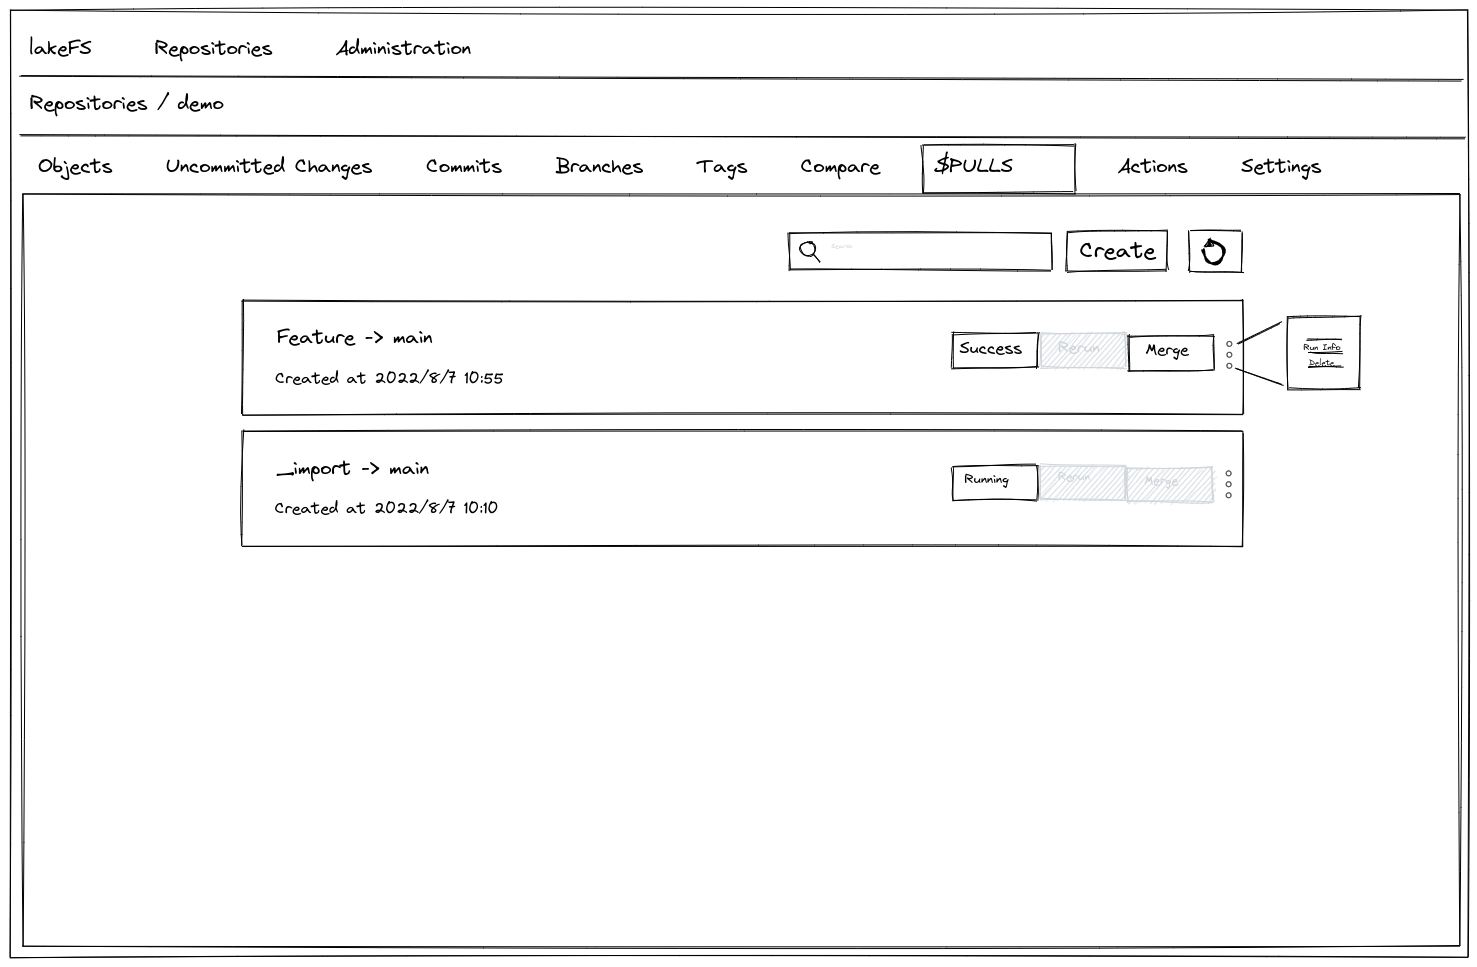 lakeFS Repositories Administration
Repositories / demo
Objects Uncommitted Changes Commits Branches Tags Compare $PULLS Actions Settings
Search Create
Feature -> main
Created at 2022/8/7 10:55
Success Rerun Merge
Run Info
Delete
_import -> main
Created at 2022/8/7 10:10
Running Rerun Merge